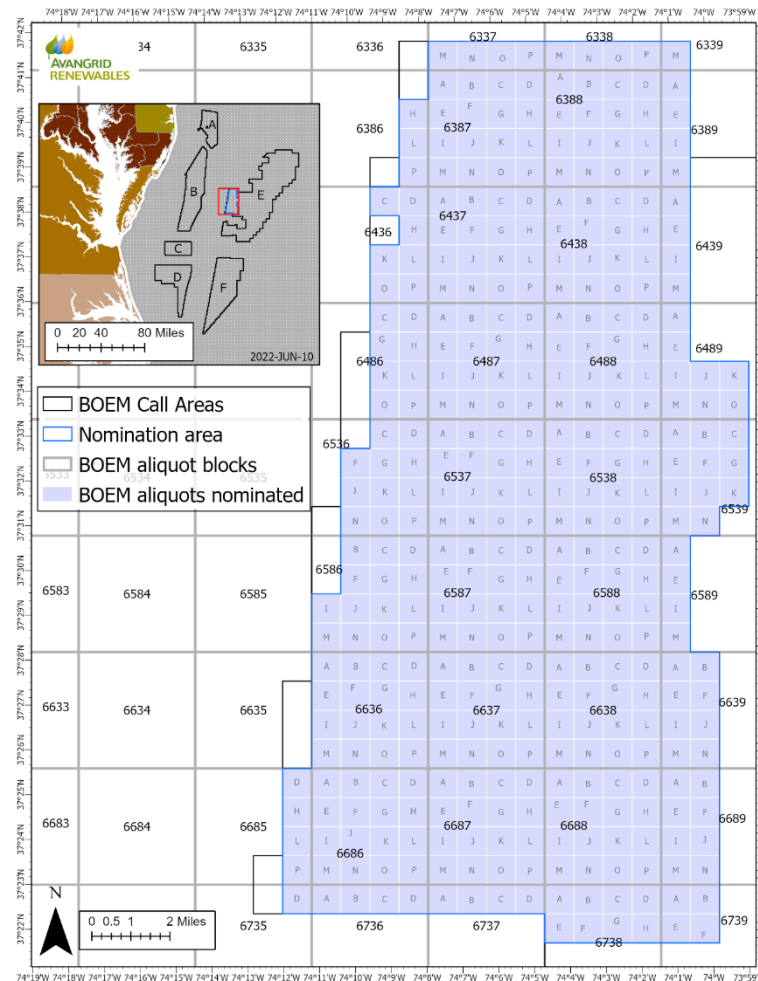 74°18'W 74°17'W 74°16'W 74°15'W 74°14'W 74°13'W 74°12'W 74°11'W 74°10'W 74°9'W 74°8'W 74°7'W 74°6'W 74°5'W 74°4'W 74°3'W 74°2'W 74°1'W 74°W 73°59'W
37°42'N
34 6335 6336 6337 6338 6339
AVANGRID
RENEWABLES
M N O P M N O P M
37°41'N
A B C D A B C D A
6388
37°40'N
6386 H E F G H E F G H E 6389
6387
L I J K L I J K L I
37°39'N
P M N O P M N O P M
37°38'N
C D A B C D A B C D A
6437
6436 H E F G H E F G H E 6439
6438
37°37'N
K L I J K L I J K L I
O P M N O P M N O P M
37°36'N
C D A B C D A B C D A
37°35'N
G H E F G H E F G H E 6489
6486 6487 6488
K L I J K L I J K L I J K
37°34'N
O P M N O P M N O P M N O
37°33'N
C D A B C D A B C D A B C
6536
F G H E F G H E F G H E F G
37°32'N
6533 6534 6535 6537 6538
J K L I J K L I J K L I J K
6539
37°31'N
N O P M N O P M N O P M N
B C D A B C D A B C D A
37°30'N
6586
F G H E F G H E F G H E
6583 6584 6585 6587 6588 6589
37°29'N
I J K L I J K L I J K L I
M N O P M N O P M N O P M
37°28'N
A B C D A B C D A B C D A B
37°27'N
E F G H E F G H E F G H E F
6633 6634 6635 6636 6637 6638 6639
I J K L I J K L I J K L I J
37°26'N
M N O P M N O P M N O P M N
37°25'N
D A B C D A B C D A B C D A B
H E F G H E F G H E F G H E F
6683 6684 6685 6687 6688 6689
37°24'N
L I J K L I J K L I J K L I J
6686
37°23'N
P M N O P M N O P M N O P M N
D A B C D A B C D A B C D A B
37°22'N
6735 6736 6737 E F G H E F 6739
6738
A
B
E
C
D
F
0 20 40 80 Miles
2022-JUN-10
BOEM Call Areas
Nomination area
BOEM aliquot blocks
BOEM aliquots nominated
N
0 0.5 1 2 Miles
74°19'W 74°18'W 74°17'W 74°16'W 74°15'W 74°14'W 74°13'W 74°12'W 74°11'W 74°10'W 74°9'W 74°8'W 74°7'W 74°6'W 74°5'W 74°4'W 74°3'W 74°2'W 74°1'W 74°W 73°59'W